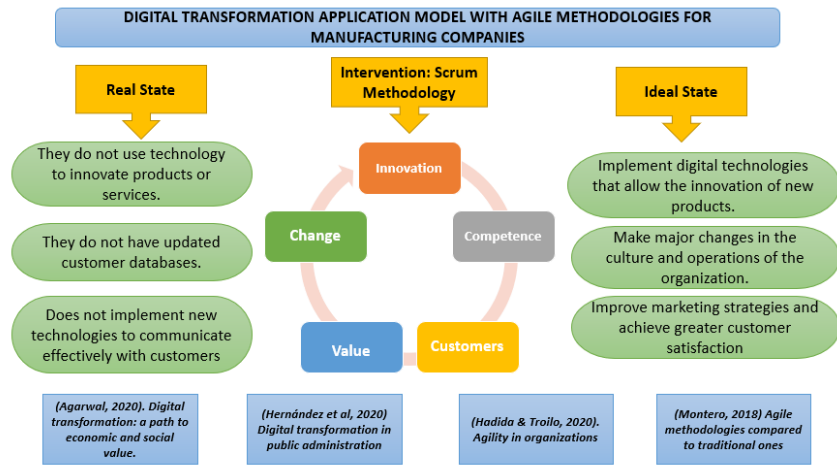 DIGITAL TRANSFORMATION APPLICATION MODEL WITH AGILE METHODOLOGIES FOR
MANUFACTURING COMPANIES
Real State
Intervention: Scrum
Methodology
Ideal State
They do not use technology
to innovate products or
services.
They do not have updated
customer databases.
Does not implement new
technologies to communicate
effectively with customers
Innovation
Competence
Customers
Value
Change
Implement digital technologies
that allow the innovation of new
products.
Make major changes in the
culture and operations of the
organization.
Improve marketing strategies and
achieve greater customer
satisfaction
(Agarwal, 2020). Digital
transformation: a path to
economic and social
value.
(Hernández et al, 2020)
Digital transformation in
public administration
(Hadida & Troilo, 2020).
Agility in organizations
(Montero, 2018) Agile
methodologies compared to
traditional ones